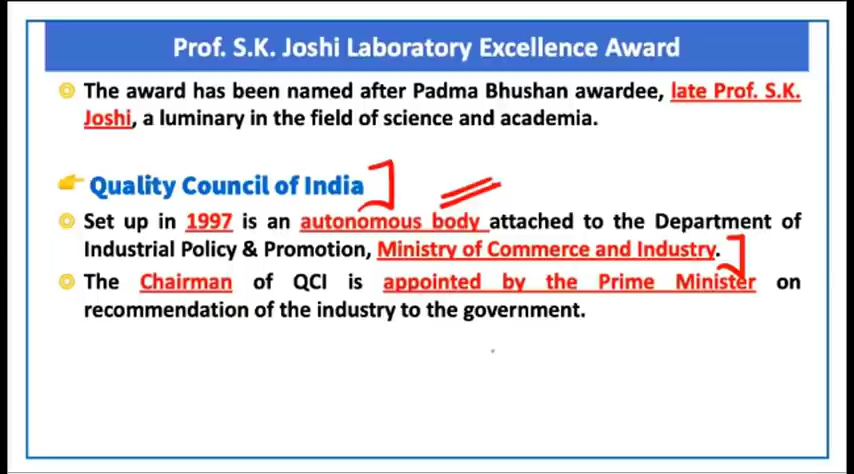 Prof. S.K. Joshi Laboratory Excellence Award
The award has been named after Padma Bhushan awardee, late Prof. S.K.
Joshi, a luminary in the field of science and academia.
Quality Council of India
Set up in 1997 is an autonomous body attached to the Department of
Industrial Policy & Promotion, Ministry of Commerce and Industry.
The Chairman of QCI is appointed by the Prime Minister on
recommendation of the industry to the government.